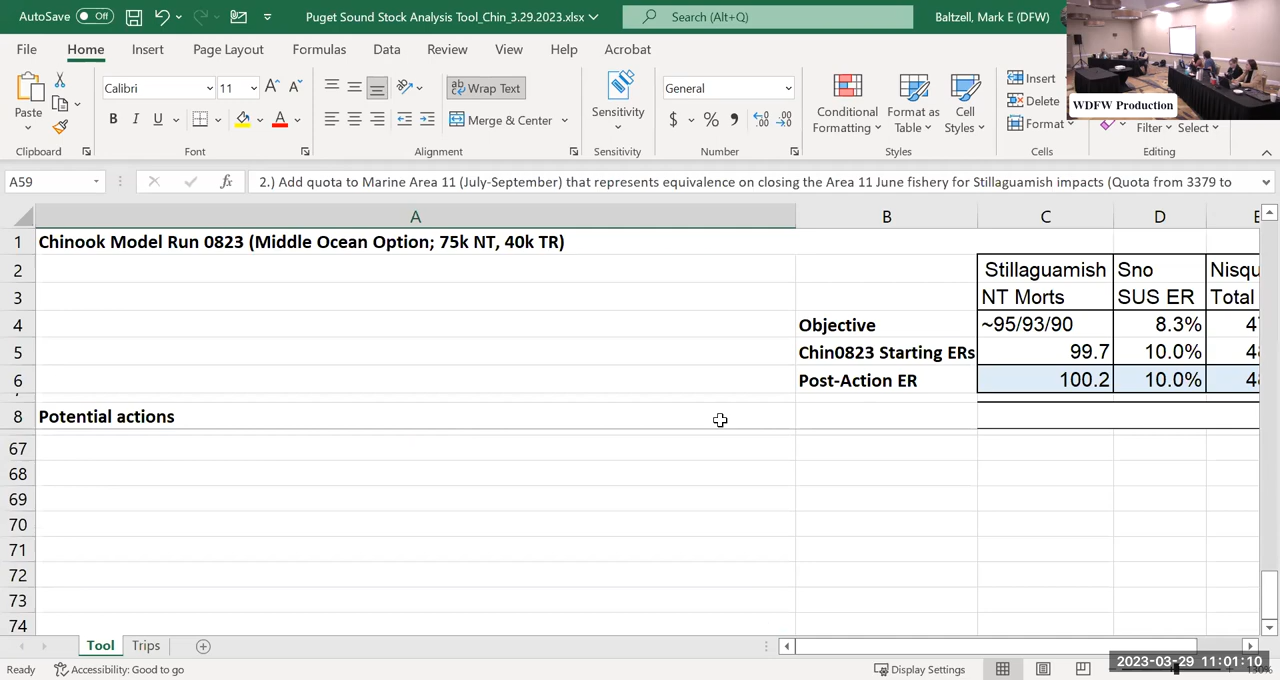 AutoSave Off Puget Sound Stock Analysis Tool_Chin_3.29.2023.xlsx Search (Alt+Q) Baltzell, Mark E (DFW)
File Home Insert Page Layout Formulas Data Review View Help Acrobat
Paste
Clipboard
Calibri 11
B I U
Font
Wrap Text
Merge & Center
Alignment
Sensitivity
Sensitivity
General
$ % 9
Number
Conditional Formatting
Format as Table
Cell Styles
Styles
Insert
Delete
Format
Cells
Filter Select
Editing
WDFW Production
A59 fx 2.) Add quota to Marine Area 11 (July-September) that represents equivalence on closing the Area 11 June fishery for Stillaguamish impacts (Quota from 3379 to
A B C D E
1 Chinook Model Run 0823 (Middle Ocean Option; 75k NT, 40k TR)
2 Stillaguamish Sno Nisqu
3 NT Morts SUS ER Total
4 Objective ~95/93/90 8.3% 47
5 Chin0823 Starting ERs 99.7 10.0% 48
6 Post-Action ER 100.2 10.0% 48
8 Potential actions
67
68
69
70
71
72
73
74
Tool Trips
Ready Accessibility: Good to go Display Settings
2023-03-29 11:01:10
130%